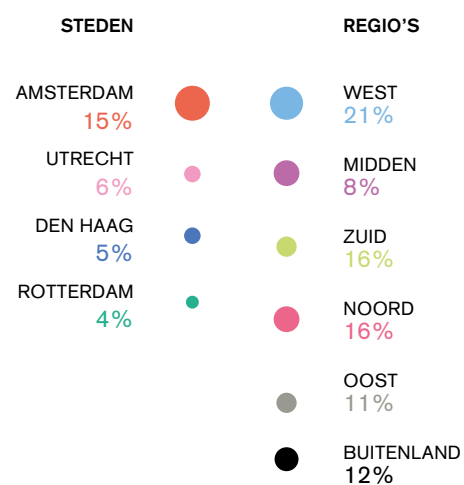 STEDEN
AMSTERDAM
15%
UTRECHT
6%
DEN HAAG
5%
ROTTERDAM
4%
REGIO’S
WEST
21%
MIDDEN
8%
ZUID
16%
NOORD
16%
OOST
11%
BUITENLAND
12%